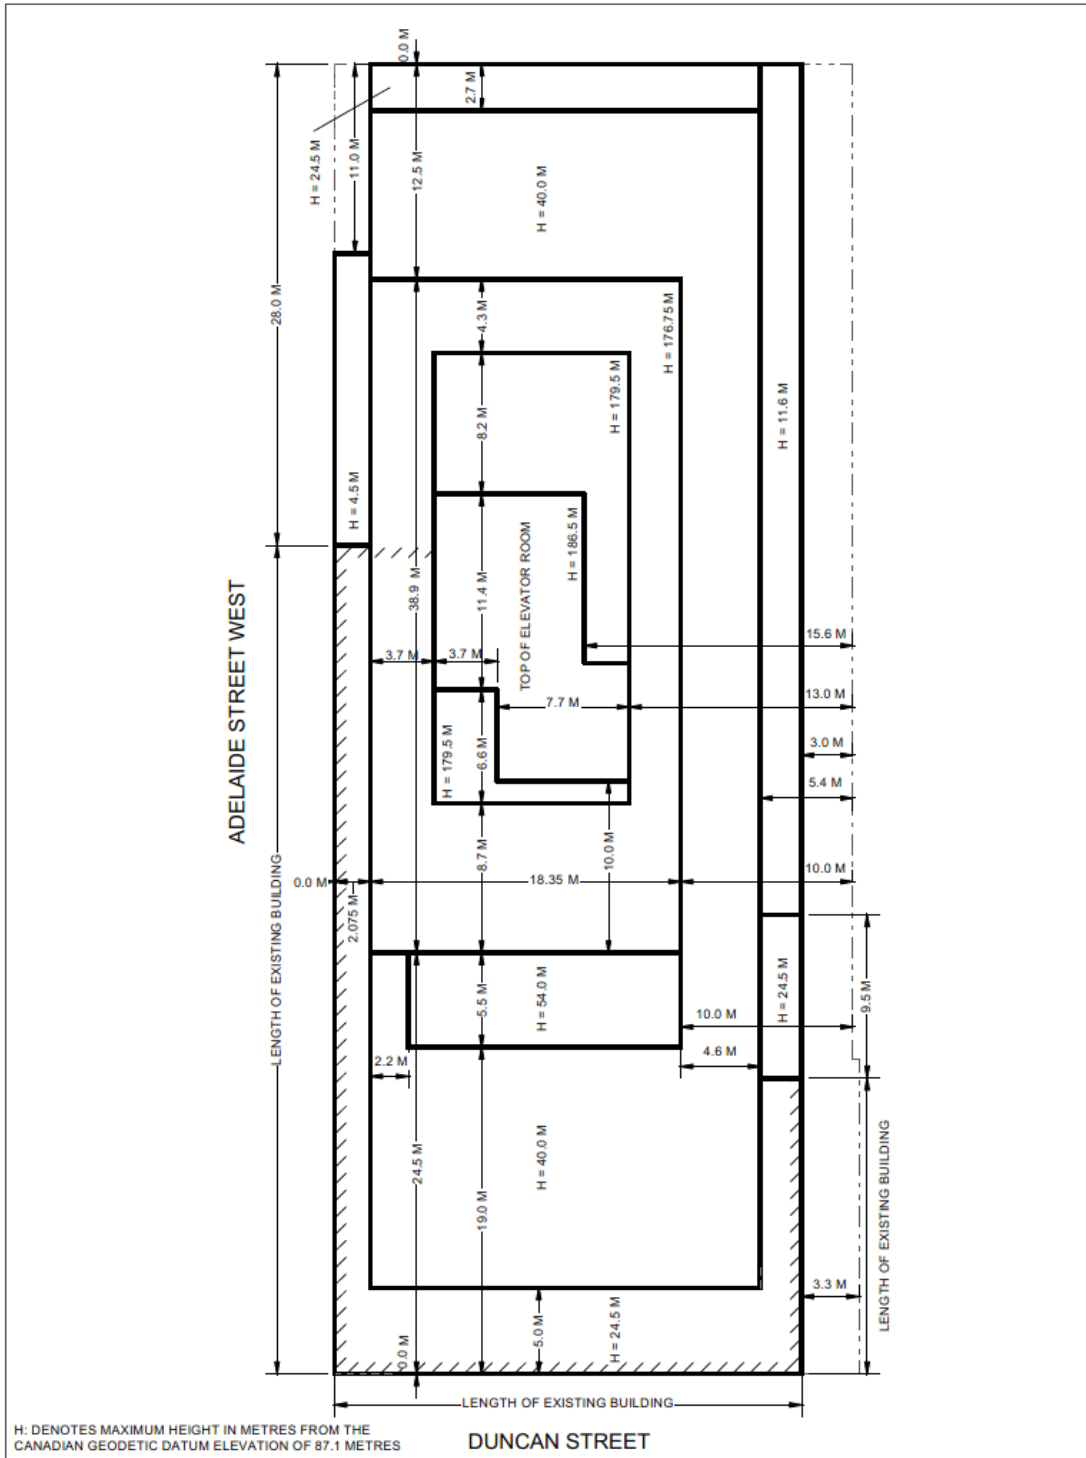 0.0 M
2.7 M
11.0 M
12.5 M
H = 24.5 M
H = 40.0 M
28.0 M
4.3 M
H = 176.75 M
H = 179.5 M
8.2 M
H = 11.6 M
H = 4.5 M
11.4 M
38.9 M
TOP OF ELEVATOR ROOM
H = 186.5 M
15.6 M
3.7 M
3.7 M
7.7 M
13.0 M
ADELAIDE STREET WEST
H = 179.5 M
6.6 M
3.0 M
5.4 M
8.7 M
10.0 M
LENGTH OF EXISTING BUILDING
0.0 M
2.075 M
18.35 M
10.0 M
5.5 M
H = 54.0 M
H = 24.5 M
9.5 M
10.0 M
4.6 M
2.2 M
24.5 M
H = 40.0 M
19.0 M
LENGTH OF EXISTING BUILDING
3.3 M
5.0 M
H = 24.5 M
0.0 M
LENGTH OF EXISTING BUILDING
H: DENOTES MAXIMUM HEIGHT IN METRES FROM THE
CANADIAN GEODETIC DATUM ELEVATION OF 87.1 METRES
DUNCAN STREET